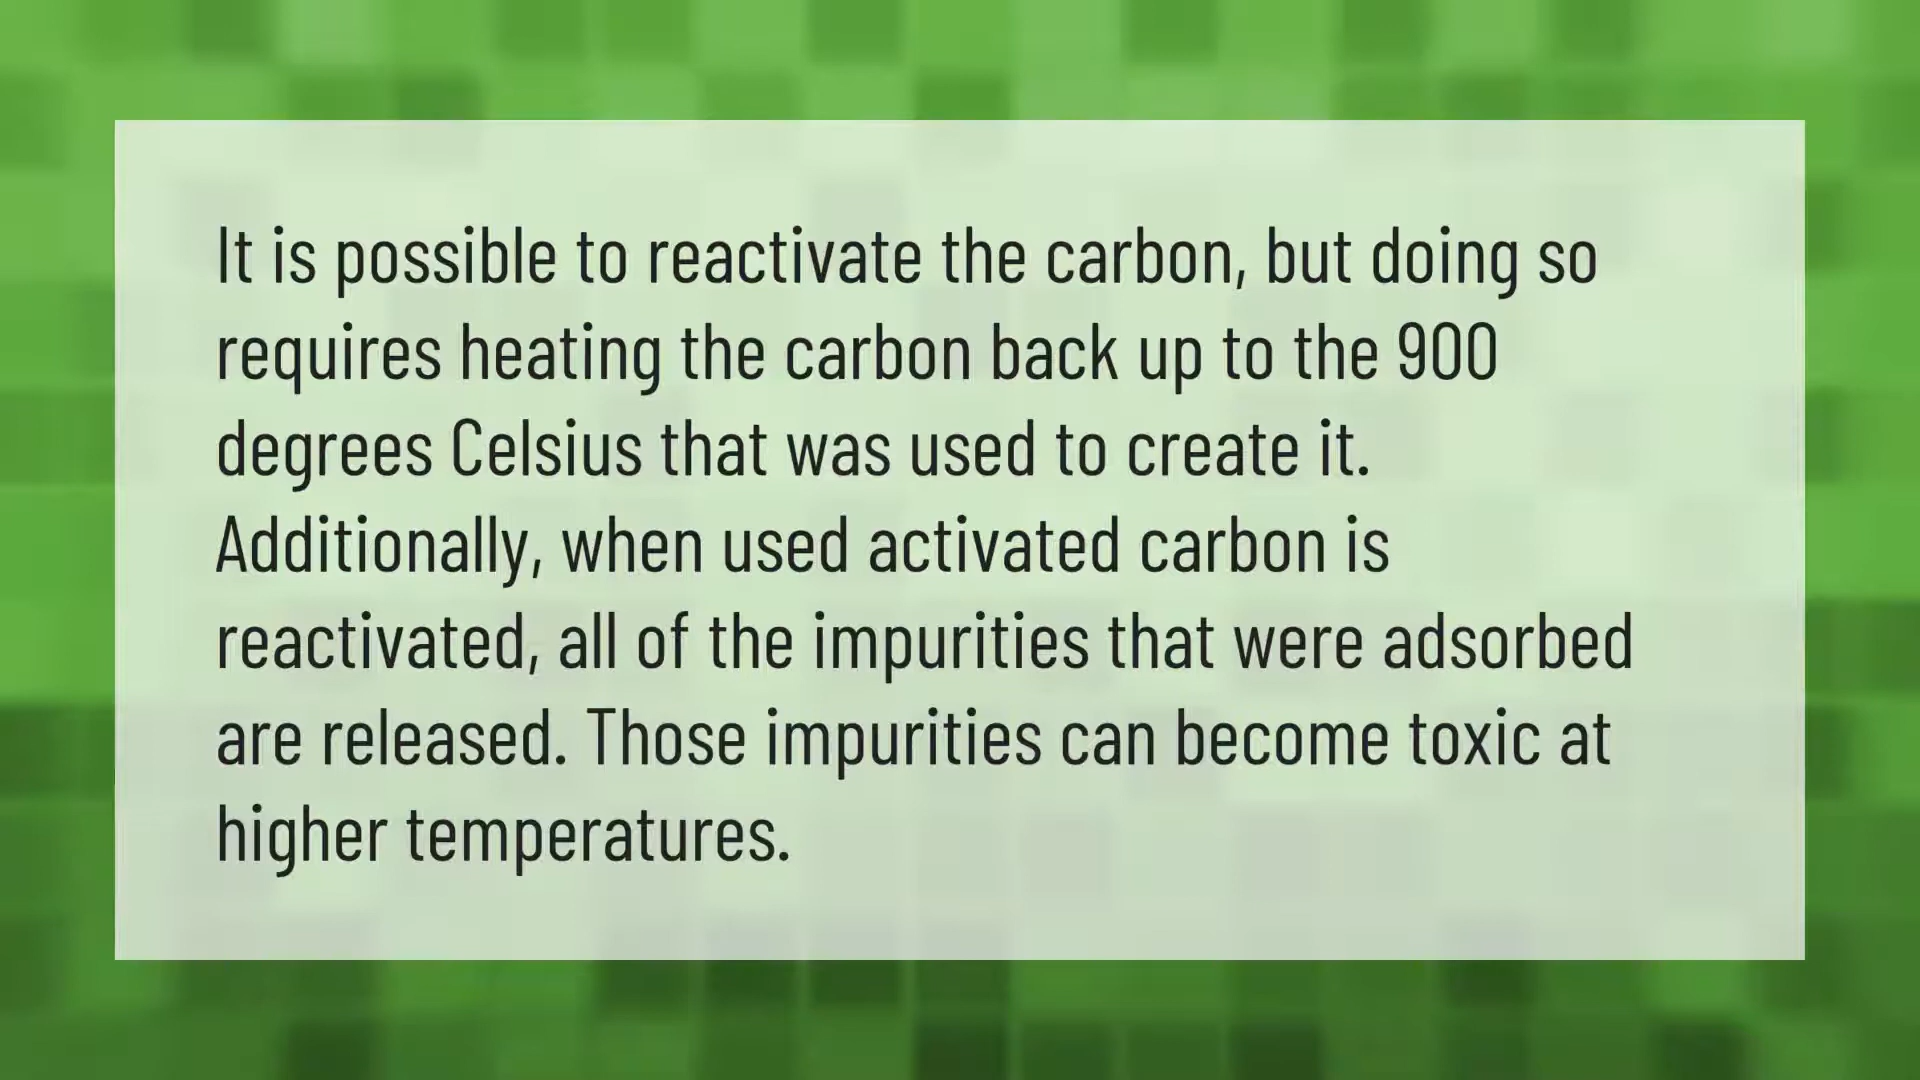 It is possible to reactivate the carbon, but doing so
requires heating the carbon back up to the 900
degrees Celsius that was used to create it.
Additionally, when used activated carbon is
reactivated, all of the impurities that were adsorbed
are released. Those impurities can become toxic at
higher temperatures.